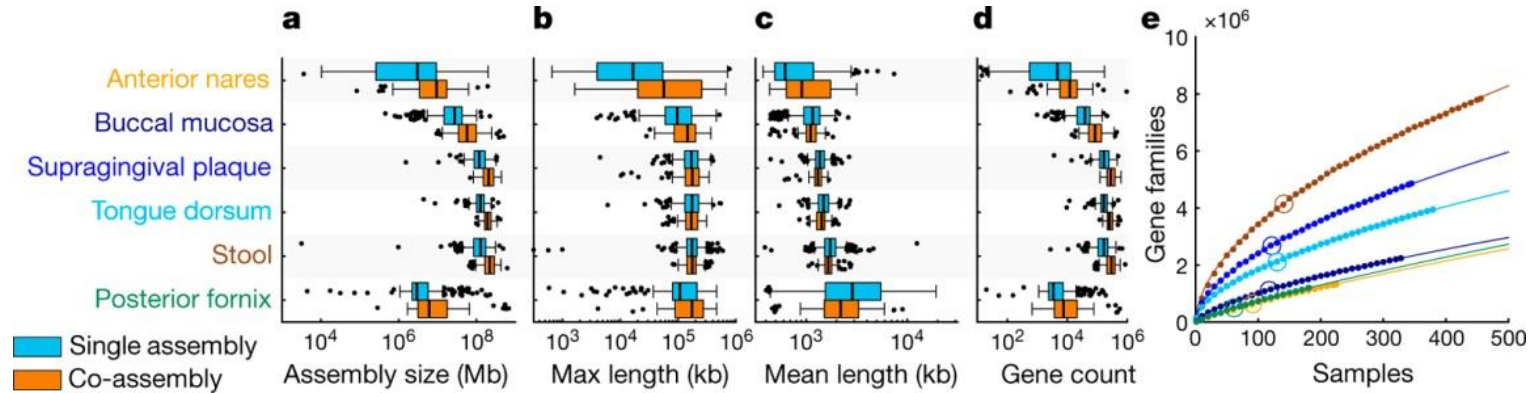 a b c d e
×10⁶
Anterior nares
Buccal mucosa
Supragingival plaque
Tongue dorsum
Stool
Posterior fornix
Single assembly
Co-assembly
10⁴ 10⁶ 10⁸
Assembly size (Mb)
10³ 10⁴ 10⁵ 10⁶
Max length (kb)
10³ 10⁴
Mean length (kb)
10² 10⁴ 10⁶
Gene count
Gene families
10
8
6
4
2
0
0 100 200 300 400 500
Samples